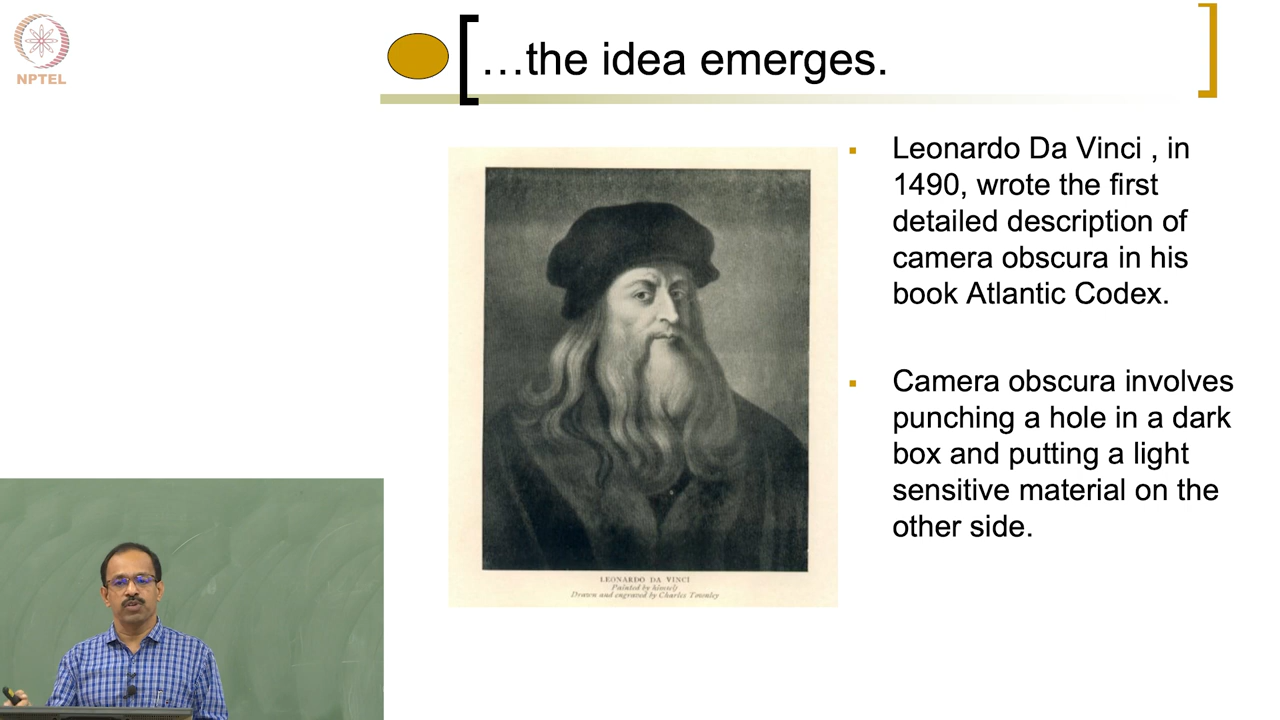 NPTEL
…the idea emerges.
Leonardo Da Vinci , in
1490, wrote the first
detailed description of
camera obscura in his
book Atlantic Codex.
Camera obscura involves
punching a hole in a dark
box and putting a light
sensitive material on the
other side.
LEONARDO DA VINCI
Painted by himself
Drawn and engraved by Charles Townley